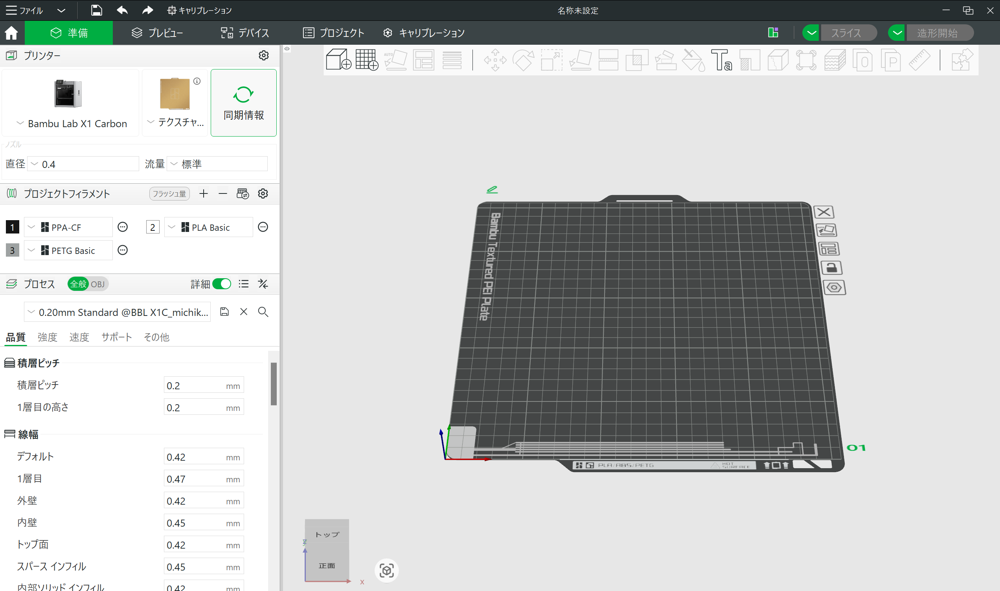 ファイル
キャリブレーション
名称未設定
準備
プレビュー
デバイス
プロジェクト
キャリブレーション
スライス
造形開始
プリンター
Bambu Lab X1 Carbon
テクスチャ...
同期情報
ノズル
直径 0.4
流量 標準
プロジェクトフィラメント
フラッシュ量
1 PPA-CF
2 PLA Basic
3 PETG Basic
プロセス
全般 OBJ
詳細
0.20mm Standard @BBL X1C_michik...
品質 強度 速度 サポート その他
積層ピッチ
積層ピッチ 0.2 mm
1層目の高さ 0.2 mm
線幅
デフォルト 0.42 mm
1層目 0.47 mm
外壁 0.42 mm
内壁 0.45 mm
トップ面 0.42 mm
スパース インフィル 0.45 mm
内部ソリッド インフィル 0.42 mm
AUTO
Ta
O
P
Bambu Textured PEI Plate
AUTO
01
PLA/ABS/PETG
HOT
SURFACE
トップ
正面
z
y
x